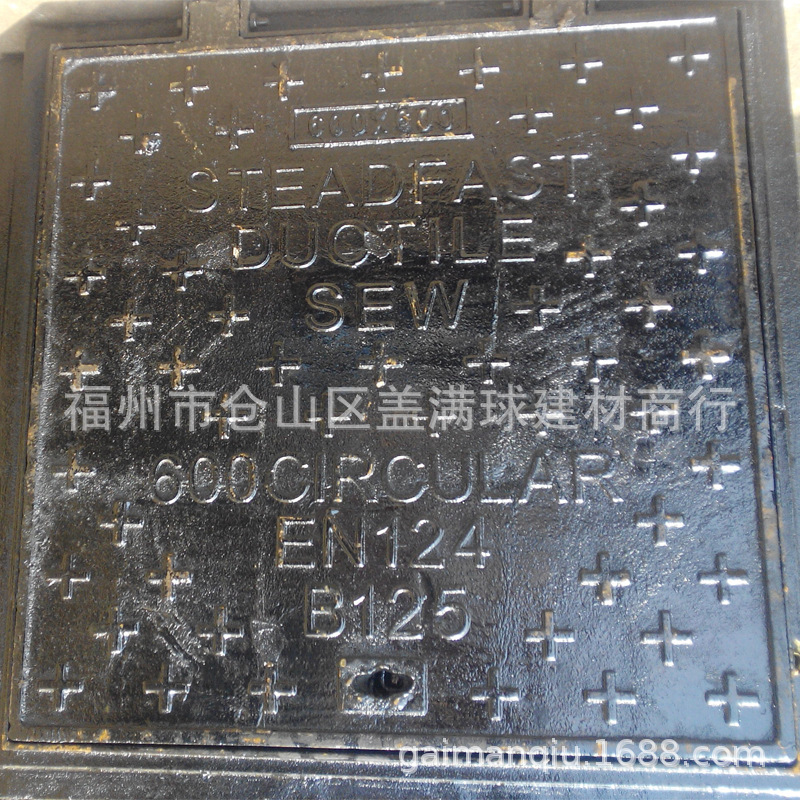 600X600
STEADFAST
DUCTILE
SEW
福州市仓山区盖满球建材商行
600CIRCULAR
EN124
B125
gaimanqiu.1688.com